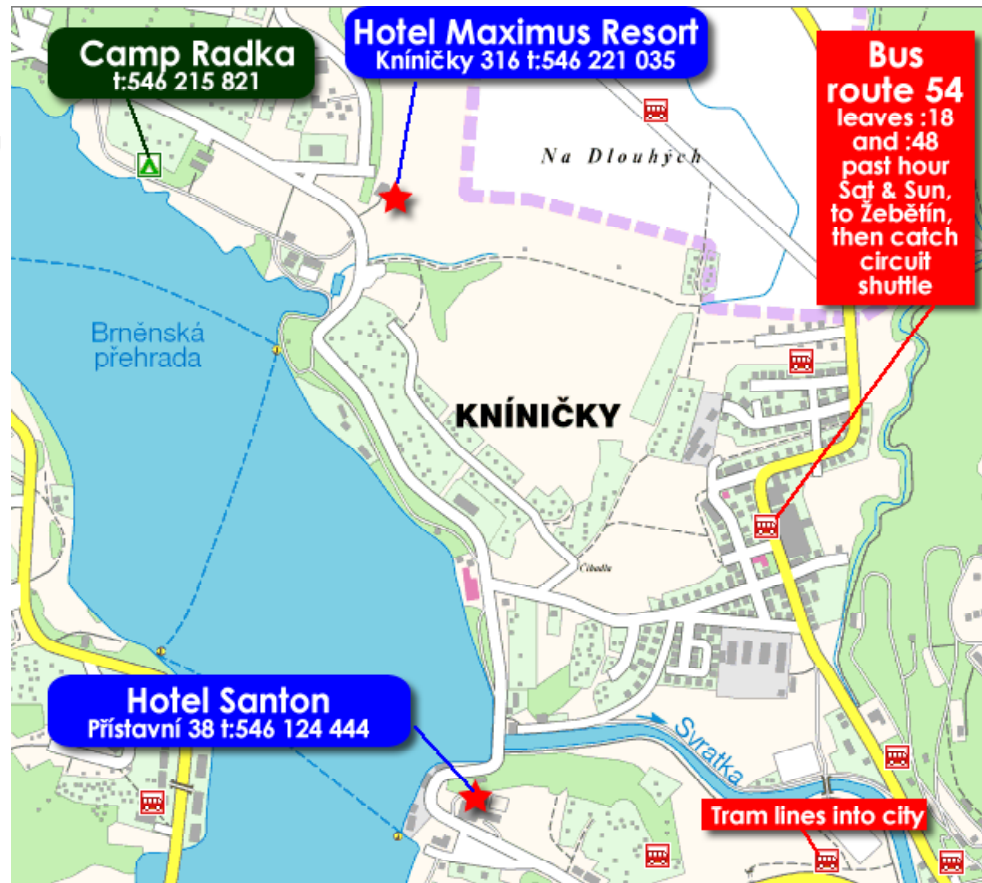 Camp Radka
t:546 215 821
Hotel Maximus Resort
Kníničky 316 t:546 221 035
Bus
route 54
leaves :18
and :48
past hour
Sat & Sun,
to Žebětín,
then catch
circuit
shuttle
Na Dlouhých
Brněnská
přehrada
KNÍNIČKY
Cibadla
Hotel Santon
Přístavní 38 t:546 124 444
Svratka
Tram lines into city